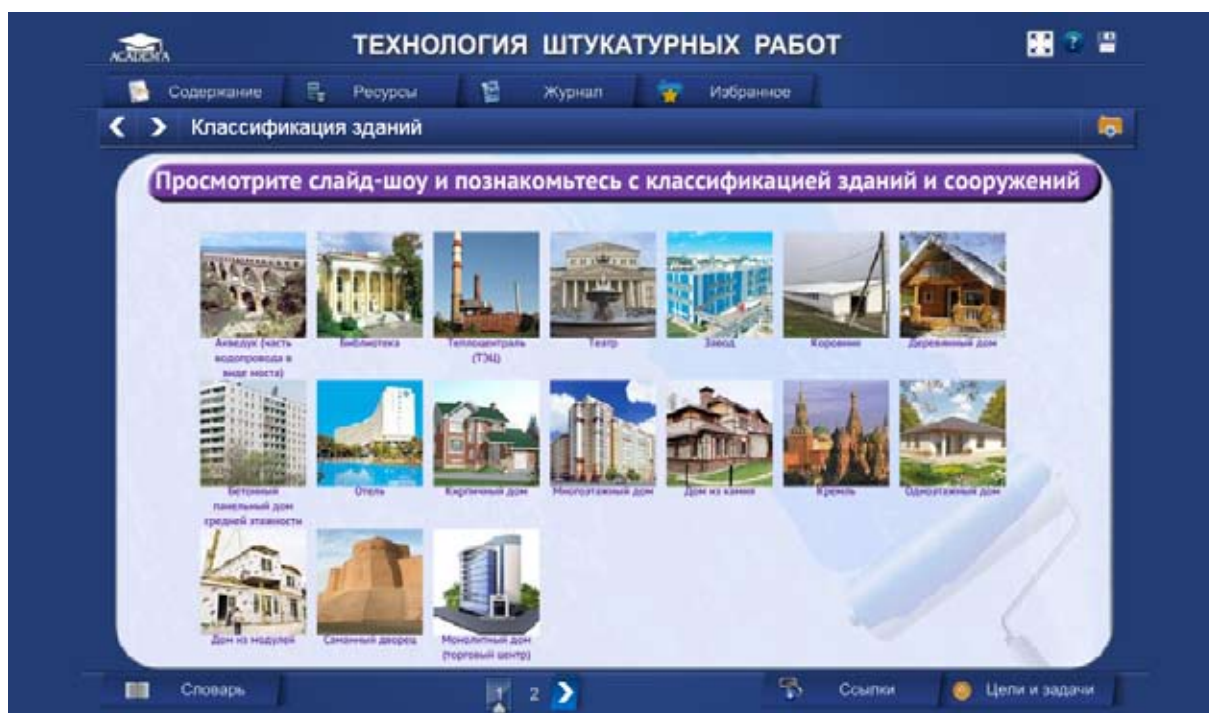 ACADEMA
ТЕХНОЛОГИЯ ШТУКАТУРНЫХ РАБОТ
Содержание Ресурсы Журнал Избранное
Классификация зданий
Просмотрите слайд-шоу и познакомьтесь с классификацией зданий и сооружений
Акведук (часть
водопровода в
виде моста)
Библиотека
Теплоцентраль
(ТЭЦ)
Театр
Завод
Коровник
Деревянный дом
Бетонный
панельный дом
средней этажности
Отель
Кирпичный дом
Многоэтажный дом
Дом из камня
Кремль
Одноэтажный дом
Дом из модулей
Саманный дворец
Монолитный дом
(торговый центр)
Словарь 1 2 Ссылки Цели и задачи